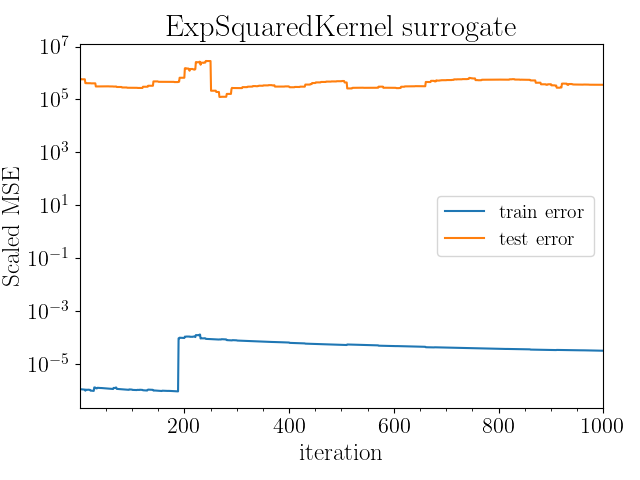 ExpSquaredKernel surrogate
Scaled MSE
10^7
10^5
10^3
10^1
10^−1
10^−3
10^−5
train error
test error
200 400 600 800 1000
iteration